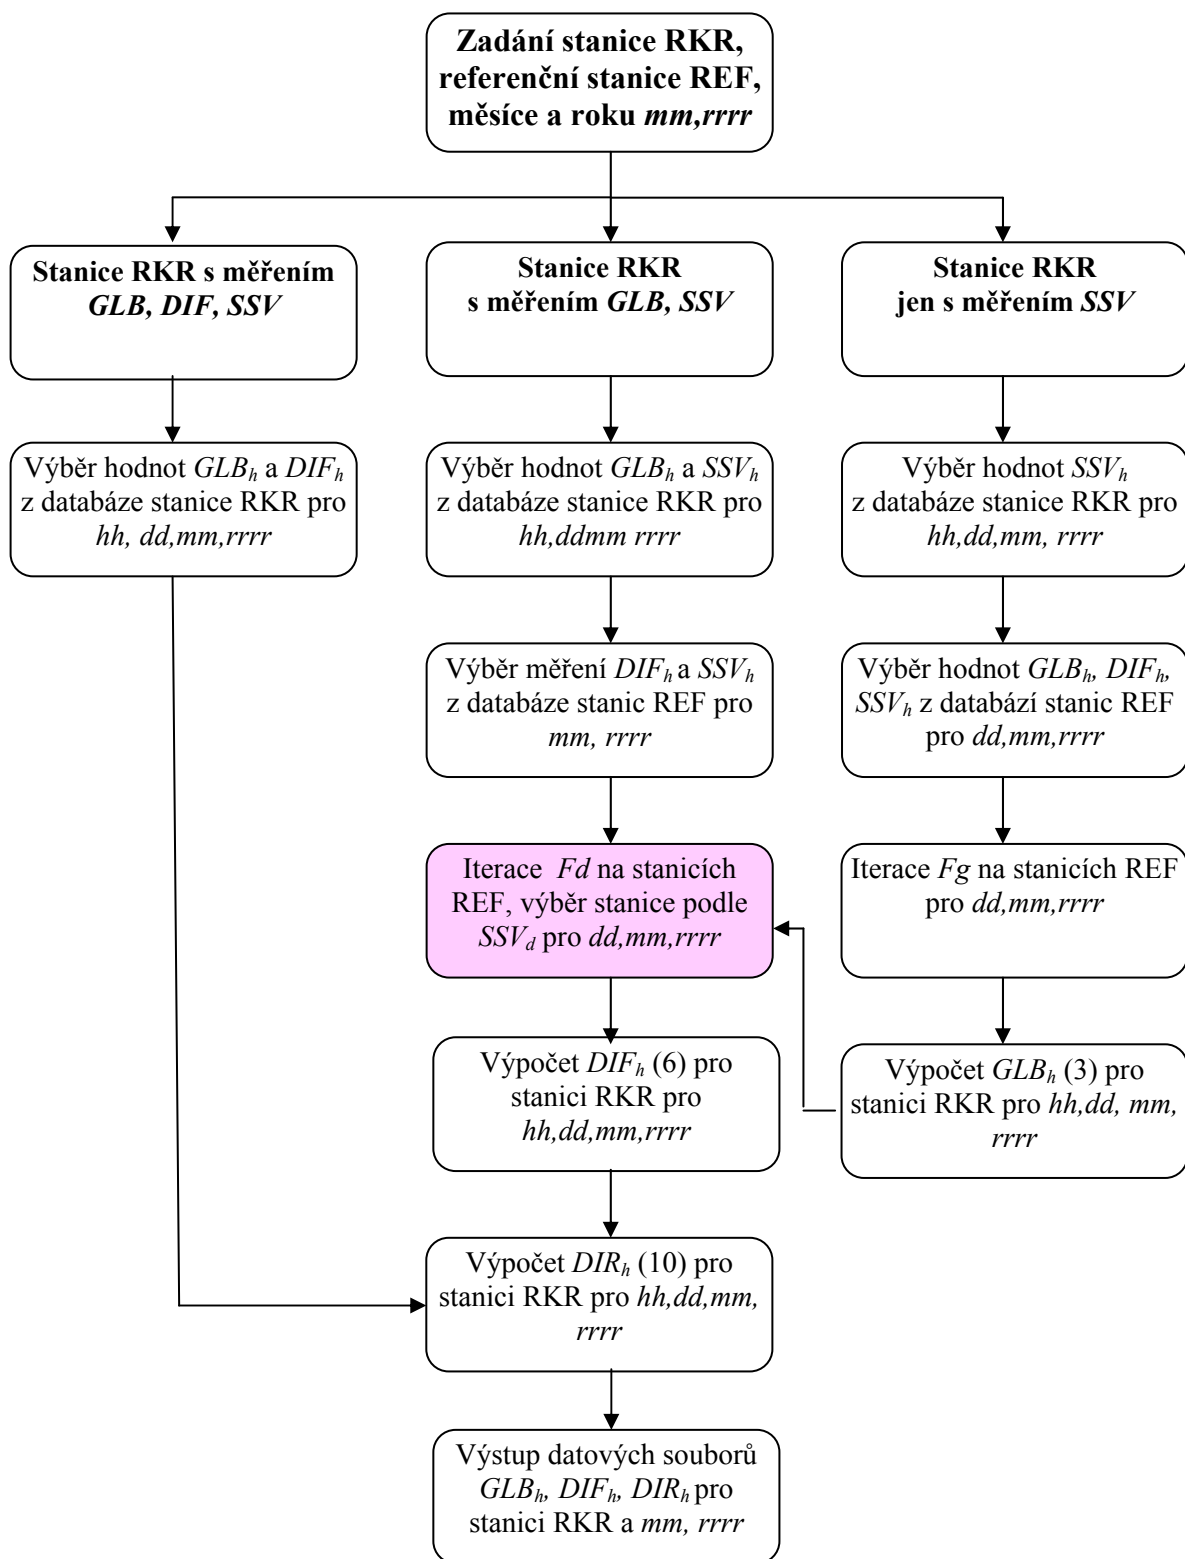 Zadání stanice RKR,
referenční stanice REF,
měsíce a roku mm,rrrr
Stanice RKR s měřením
GLB, DIF, SSV
Stanice RKR
s měřením GLB, SSV
Stanice RKR
jen s měřením SSV
Výběr hodnot GLBh a DIFh
z databáze stanice RKR pro
hh, dd,mm,rrrr
Výběr hodnot GLBh a SSVh
z databáze stanice RKR pro
hh,ddmm rrrr
Výběr hodnot SSVh
z databáze stanice RKR pro
hh,dd,mm, rrrr
Výběr měření DIFh a SSVh
z databáze stanic REF pro
mm, rrrr
Výběr hodnot GLBh, DIFh,
SSVh z databází stanic REF
pro dd,mm,rrrr
Iterace Fd na stanicích
REF, výběr stanice podle
SSVd pro dd,mm,rrrr
Iterace Fg na stanicích REF
pro dd,mm,rrrr
Výpočet DIFh (6) pro
stanici RKR pro
hh,dd,mm,rrrr
Výpočet GLBh (3) pro
stanici RKR pro hh,dd, mm,
rrrr
Výpočet DIRh (10) pro
stanici RKR pro hh,dd,mm,
rrrr
Výstup datových souborů
GLBh, DIFh, DIRh pro
stanici RKR a mm, rrrr